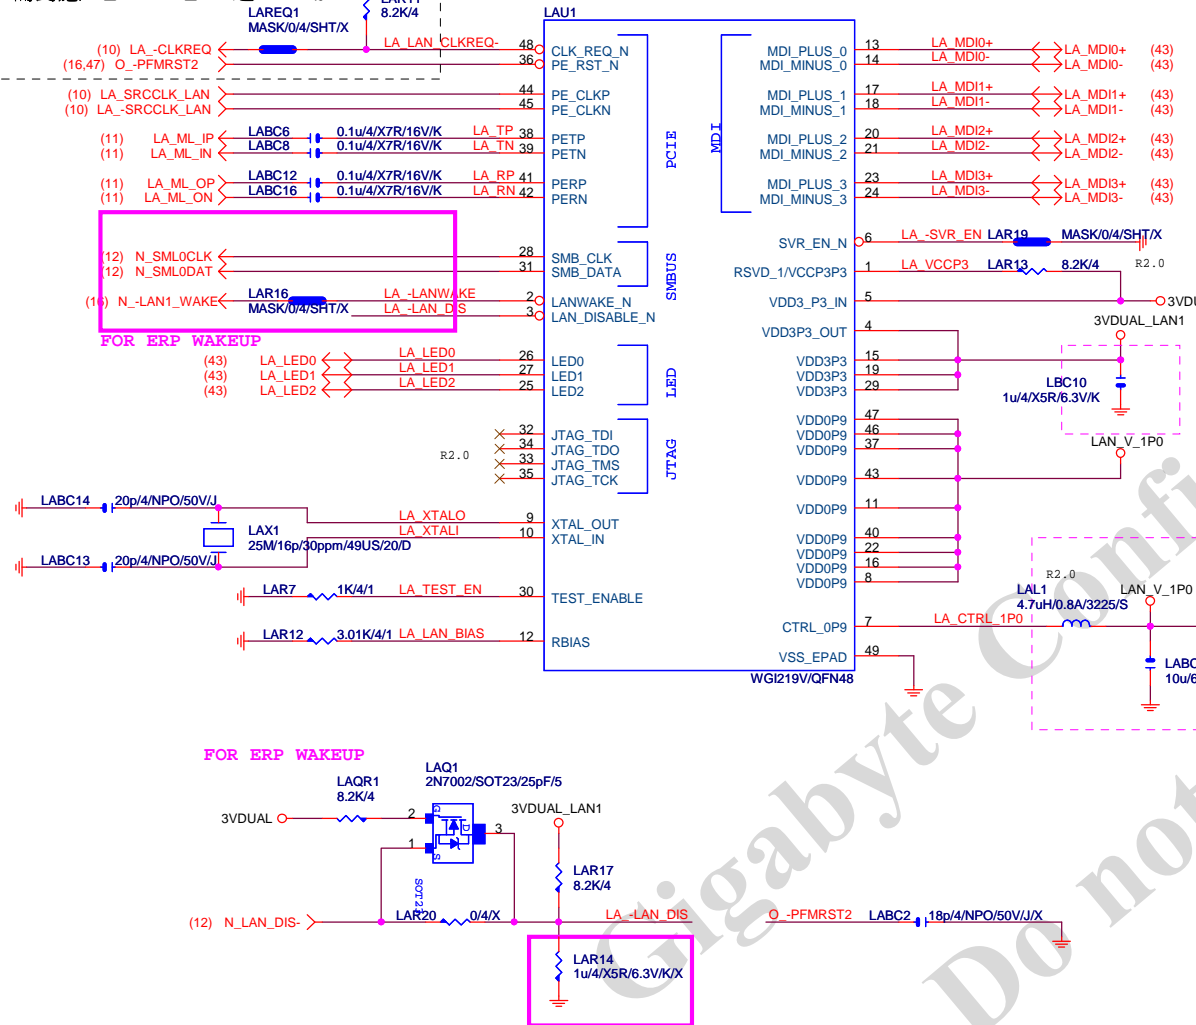 LAREQ1
MASK/0/4/SHT/X
8.2K/4
LAU1
(10) LA_-CLKREQ
LA_LAN_CLKREQ-
48
CLK_REQ_N
(16,47) O_-PFMRST2
36
PE_RST_N
(10) LA_SRCCLK_LAN
44
PE_CLKP
(10) LA_-SRCCLK_LAN
45
PE_CLKN
(11) LA_ML_IP
LABC6
0.1u/4/X7R/16V/K
LA_TP
38
PETP
(11) LA_ML_IN
LABC8
0.1u/4/X7R/16V/K
LA_TN
39
PETN
(11) LA_ML_OP
LABC12
0.1u/4/X7R/16V/K
LA_RP
41
PERP
(11) LA_ML_ON
LABC16
0.1u/4/X7R/16V/K
LA_RN
42
PERN
PCIE
(12) N_SML0CLK
28
SMB_CLK
(12) N_SML0DAT
31
SMB_DATA
SMBUS
(16) N_-LAN1_WAKE
LAR16
MASK/0/4/SHT/X
LA_-LANWAKE
2
LANWAKE_N
LA_-LAN_DIS
3
LAN_DISABLE_N
FOR ERP WAKEUP
(43) LA_LED0
LA_LED0
26
LED0
(43) LA_LED1
LA_LED1
27
LED1
(43) LA_LED2
LA_LED2
25
LED2
LED
32
JTAG_TDI
34
JTAG_TDO
R2.0
33
JTAG_TMS
35
JTAG_TCK
JTAG
LABC14
20p/4/NPO/50V/J
LA_XTALO
9
XTAL_OUT
LAX1
25M/16p/30ppm/49US/20/D
LA_XTALI
10
XTAL_IN
LABC13
20p/4/NPO/50V/J
LAR7
1K/4/1
LA_TEST_EN
30
TEST_ENABLE
LAR12
3.01K/4/1
LA_LAN_BIAS
12
RBIAS
MDI
MDI_PLUS_0
13
LA_MDI0+
LA_MDI0+ (43)
MDI_MINUS_0
14
LA_MDI0-
LA_MDI0- (43)
MDI_PLUS_1
17
LA_MDI1+
LA_MDI1+ (43)
MDI_MINUS_1
18
LA_MDI1-
LA_MDI1- (43)
MDI_PLUS_2
20
LA_MDI2+
LA_MDI2+ (43)
MDI_MINUS_2
21
LA_MDI2-
LA_MDI2- (43)
MDI_PLUS_3
23
LA_MDI3+
LA_MDI3+ (43)
MDI_MINUS_3
24
LA_MDI3-
LA_MDI3- (43)
SVR_EN_N
6
LA_-SVR_EN
LAR19
MASK/0/4/SHT/X
RSVD_1/VCCP3P3
1
LA_VCCP3
LAR13
8.2K/4
R2.0
VDD3_P3_IN
5
3VDU
3VDUAL_LAN1
VDD3P3_OUT
4
VDD3P3
15
VDD3P3
19
VDD3P3
29
LBC10
1u/4/X5R/6.3V/K
VDD0P9
47
VDD0P9
46
VDD0P9
37
LAN_V_1P0
VDD0P9
43
VDD0P9
11
VDD0P9
40
VDD0P9
22
VDD0P9
16
VDD0P9
8
R2.0
LAL1
4.7uH/0.8A/3225/S
LAN_V_1P0
CTRL_0P9
7
LA_CTRL_1P0
VSS_EPAD
49
LABC
10u/6
WGI219V/QFN48
FOR ERP WAKEUP
LAQR1
8.2K/4
LAQ1
2N7002/SOT23/25pF/5
3VDUAL
2
G
D
3
1
S
3VDUAL_LAN1
LAR17
8.2K/4
(12) N_LAN_DIS-
LAR20
0/4/X
LA_-LAN_DIS
O_-PFMRST2
LABC2
18p/4/NPO/50V/J/X
LAR14
1u/4/X5R/6.3V/K/X
Gigabyte Confi
Do not